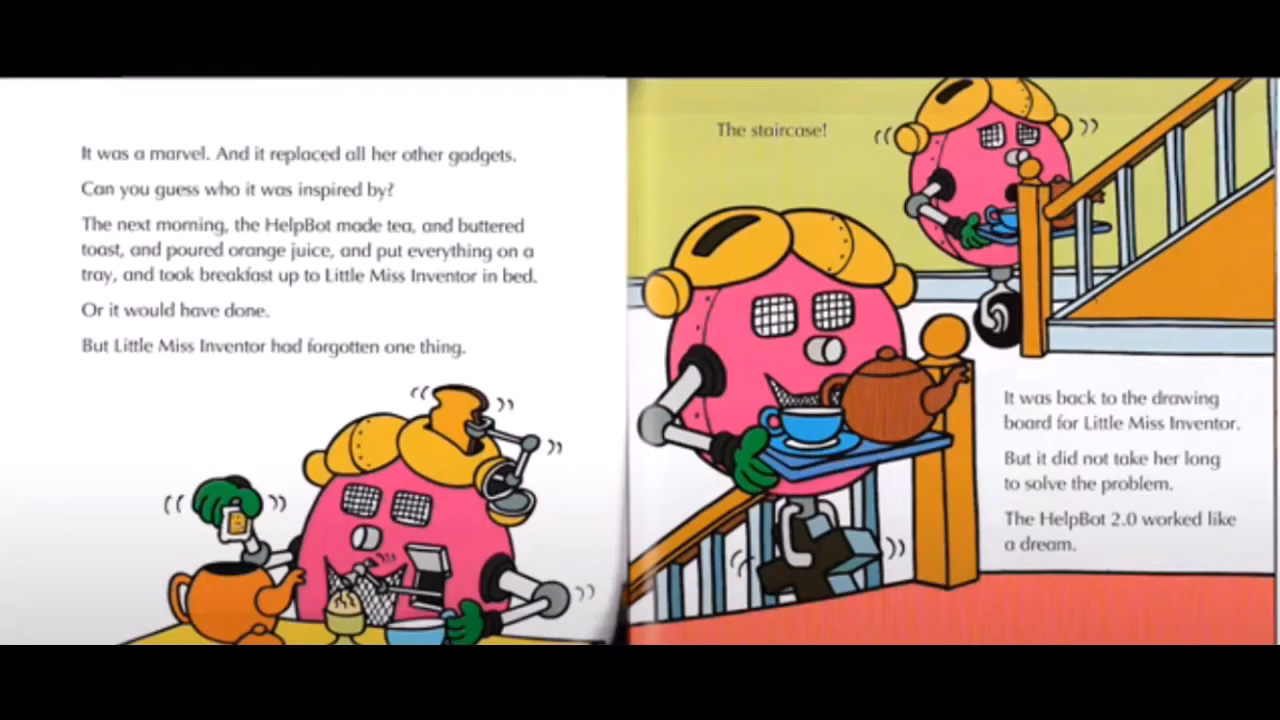 It was a marvel. And it replaced all her other gadgets.
Can you guess who it was inspired by?
The next morning, the HelpBot made tea, and buttered
toast, and poured orange juice, and put everything on a
tray, and took breakfast up to Little Miss Inventor in bed.
Or it would have done.
But Little Miss Inventor had forgotten one thing.
The staircase!
It was back to the drawing
board for Little Miss Inventor.
But it did not take her long
to solve the problem.
The HelpBot 2.0 worked like
a dream.